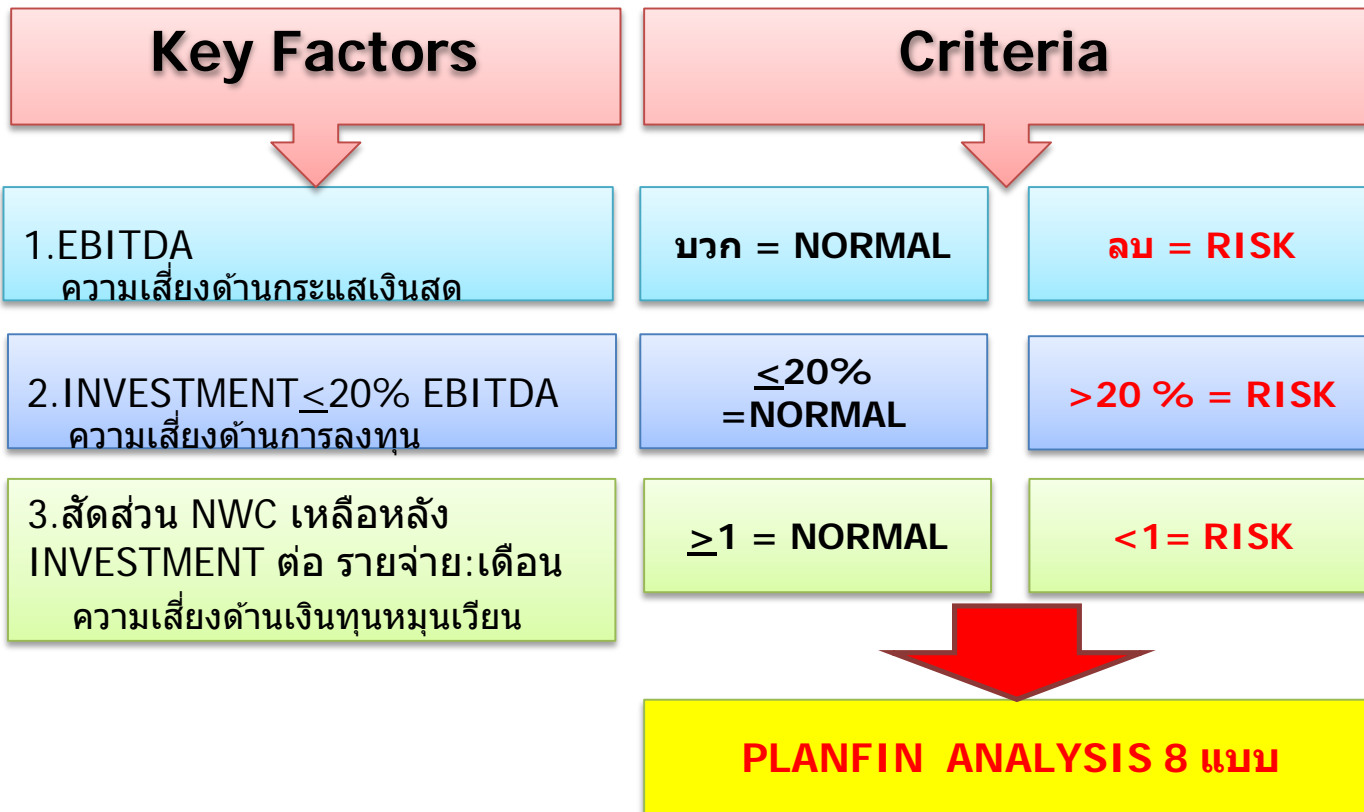 Key Factors
Criteria
1.EBITDA
ความเสี่ยงด้านกระแสเงินสด
บวก = NORMAL
ลบ = RISK
2.INVESTMENT<20% EBITDA
ความเสี่ยงด้านการลงทุน
<20%
=NORMAL
>20 % = RISK
3.สัดส่วน NWC เหลือหลัง
INVESTMENT ต่อ รายจ่าย:เดือน
ความเสี่ยงด้านเงินทุนหมุนเวียน
>1 = NORMAL
<1= RISK
PLANFIN ANALYSIS 8 แบบ